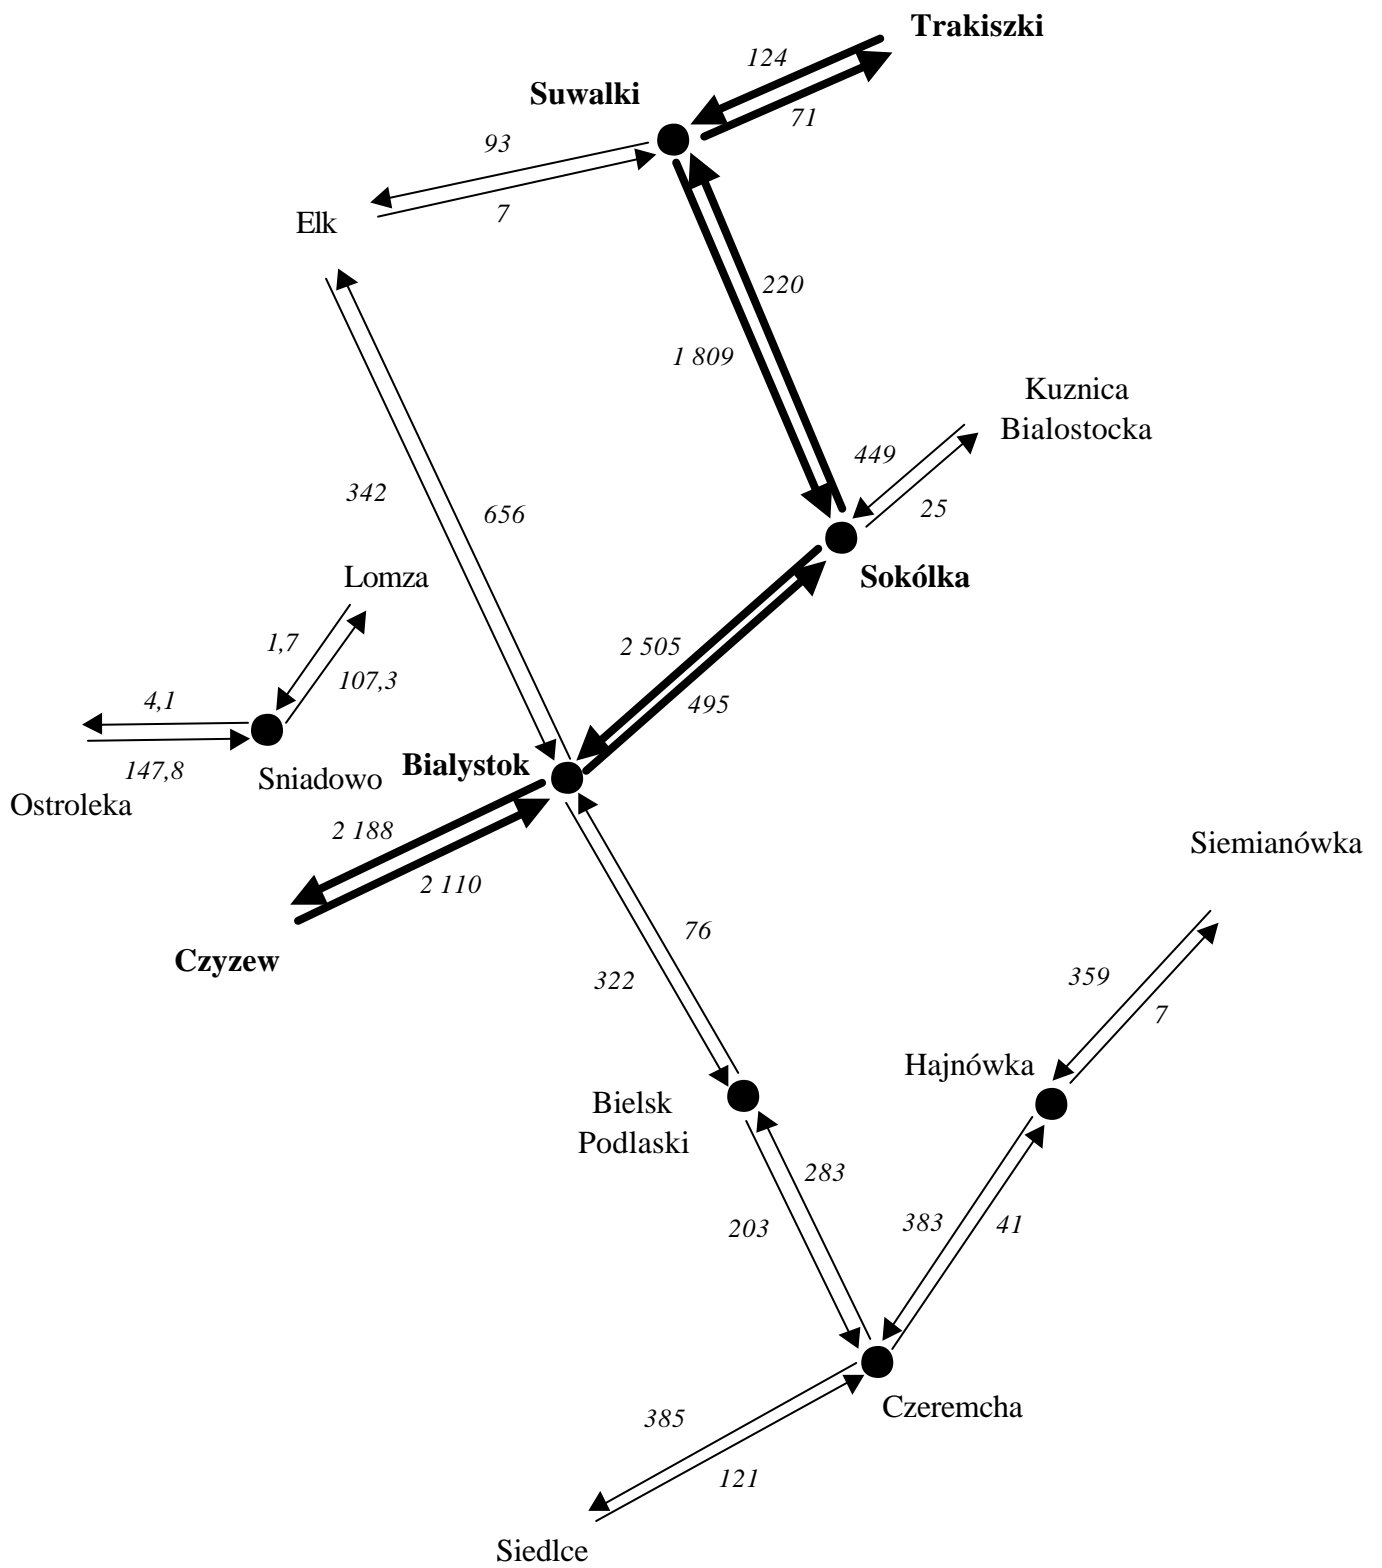 Trakiszki
124
Suwalki
71
93
7
Elk
220
1 809
Kuznica
Bialostocka
449
25
342
656
Lomza
Sokólka
1,7
2 505
107,3
4,1
495
Bialystok
147,8
Sniadowo
Ostroleka
2 188
Siemianówka
2 110
76
Czyzew
322
359
7
Hajnówka
Bielsk
Podlaski
283
203
383
41
Czeremcha
385
121
Siedlce